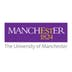 MANCHESTER
1824
The University of Manchester